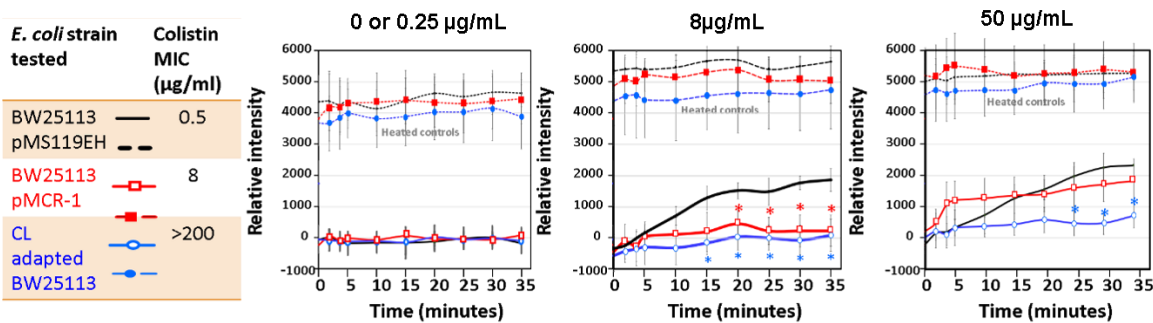 E. coli strain tested
Colistin MIC (µg/ml)
BW25113 pMS119EH
0.5
BW25113 pMCR-1
8
CL adapted BW25113
>200
0 or 0.25 µg/mL
Relative intensity
6000
5000
4000
3000
2000
1000
0
-1000
Heated controls
0 5 10 15 20 25 30 35
Time (minutes)
8µg/mL
Relative intensity
6000
5000
4000
3000
2000
1000
0
-1000
Heated controls
* * * *
* * * * *
0 5 10 15 20 25 30 35
Time (minutes)
50 µg/mL
Relative intensity
6000
5000
4000
3000
2000
1000
0
-1000
Heated controls
* * *
0 5 10 15 20 25 30 35
Time (minutes)